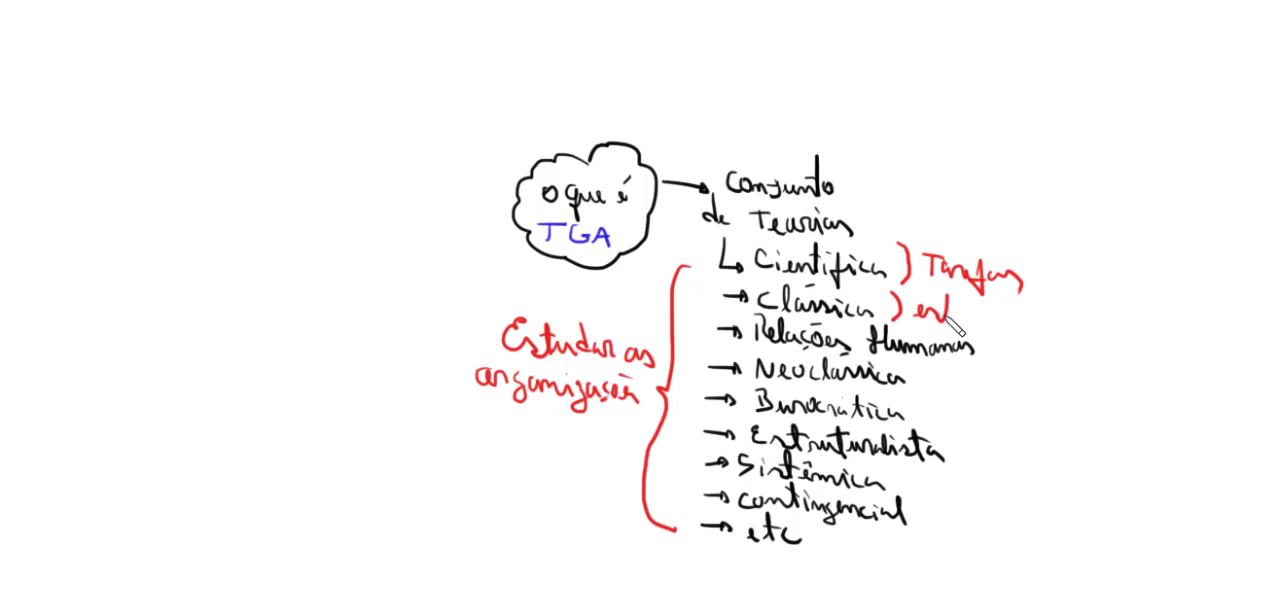 o que é
TGA
Conjunto
de Teorias
Científica ) Tarefas
Clássica ) est
Relações Humanas
Neoclássica
Burocrática
Estruturalista
Sistêmica
contingencial
etc
Estudar as
organizações